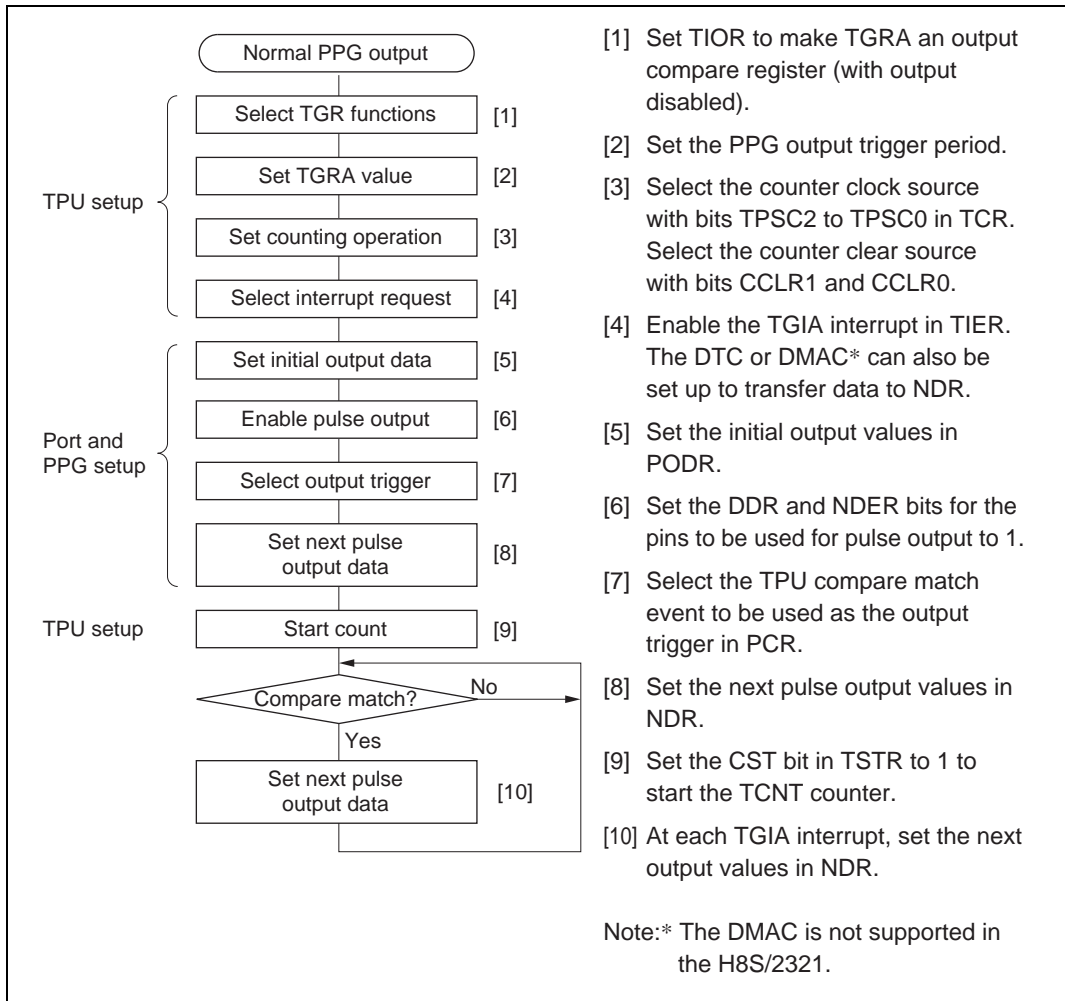 Normal PPG output
Select TGR functions [1]
Set TGRA value [2]
TPU setup
Set counting operation [3]
Select interrupt request [4]
Set initial output data [5]
Enable pulse output [6]
Port and
PPG setup
Select output trigger [7]
Set next pulse
output data
[8]
TPU setup
Start count [9]
Compare match?
No
Yes
Set next pulse
output data
[10]
[1] Set TIOR to make TGRA an output
compare register (with output
disabled).
[2] Set the PPG output trigger period.
[3] Select the counter clock source
with bits TPSC2 to TPSC0 in TCR.
Select the counter clear source
with bits CCLR1 and CCLR0.
[4] Enable the TGIA interrupt in TIER.
The DTC or DMAC* can also be
set up to transfer data to NDR.
[5] Set the initial output values in
PODR.
[6] Set the DDR and NDER bits for the
pins to be used for pulse output to 1.
[7] Select the TPU compare match
event to be used as the output
trigger in PCR.
[8] Set the next pulse output values in
NDR.
[9] Set the CST bit in TSTR to 1 to
start the TCNT counter.
[10] At each TGIA interrupt, set the next
output values in NDR.
Note:* The DMAC is not supported in
the H8S/2321.